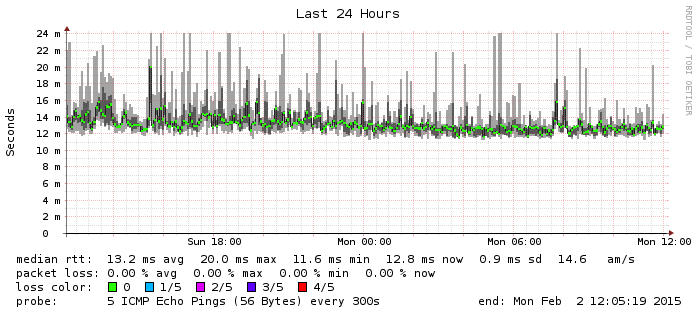 Last 24 Hours
RRDTOOL / TOBI OETIKER
Seconds
24 m
22 m
20 m
18 m
16 m
14 m
12 m
10 m
8 m
6 m
4 m
2 m
0
Sun 18:00 Mon 00:00 Mon 06:00 Mon 12:00
median rtt: 13.2 ms avg 20.0 ms max 11.6 ms min 12.8 ms now 0.9 ms sd 14.6 am/s
packet loss: 0.00 % avg 0.00 % max 0.00 % min 0.00 % now
loss color: 0 1/5 2/5 3/5 4/5
probe: 5 ICMP Echo Pings (56 Bytes) every 300s end: Mon Feb 2 12:05:19 2015